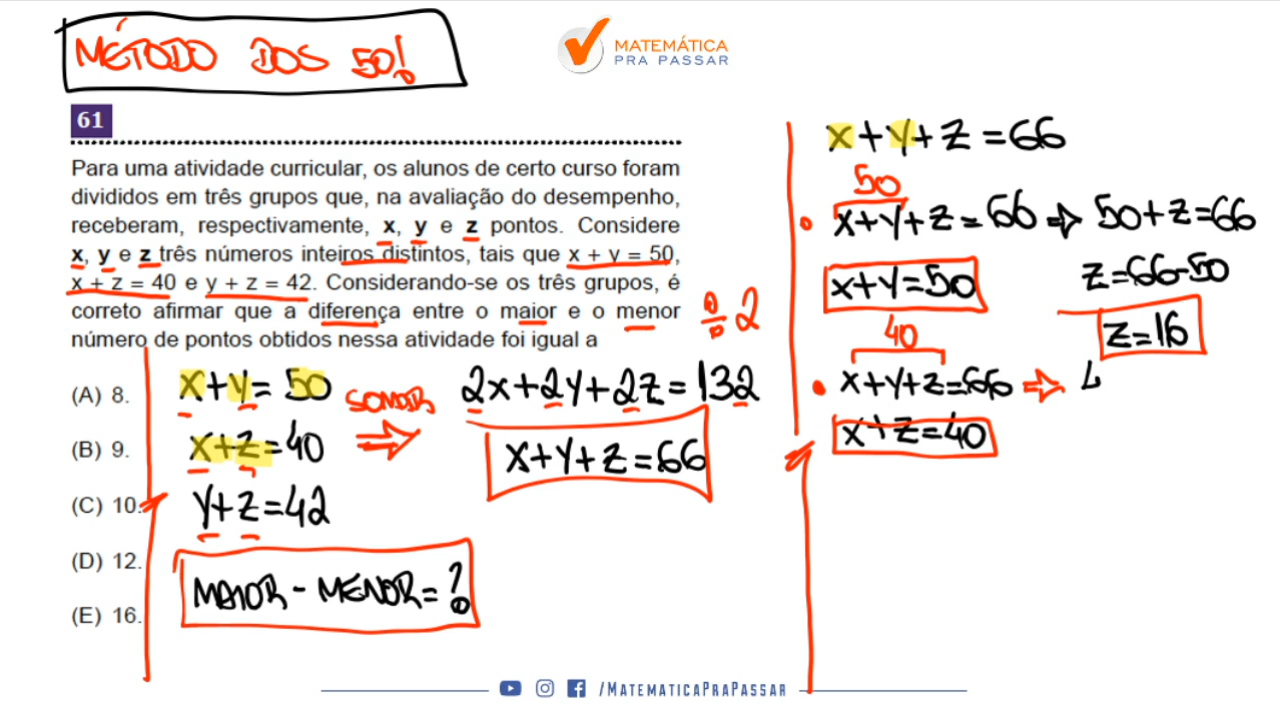 MÉTODO DOS 50!
MATEMÁTICA
PRA PASSAR
61
Para uma atividade curricular, os alunos de certo curso foram
divididos em três grupos que, na avaliação do desempenho,
receberam, respectivamente, x, y e z pontos. Considere
x, y e z três números inteiros distintos, tais que x + y = 50,
x + z = 40 e y + z = 42. Considerando-se os três grupos, é
correto afirmar que a diferença entre o maior e o menor
número de pontos obtidos nessa atividade foi igual a
(A) 8.
(B) 9.
(C) 10.
(D) 12.
(E) 16.
x+y=50
x+z=40
y+z=42
SOMAR
÷2
2x+2y+2z=132
x+y+z=66
MAIOR-MENOR=?
x+y+z=66
50
x+y+z=66 ⇒ 50+z=66
x+y=50
z=66-50
z=16
40
x+y+z=66 ⇒ 4
x+z=40
/MATEMATICAPRAPASSAR